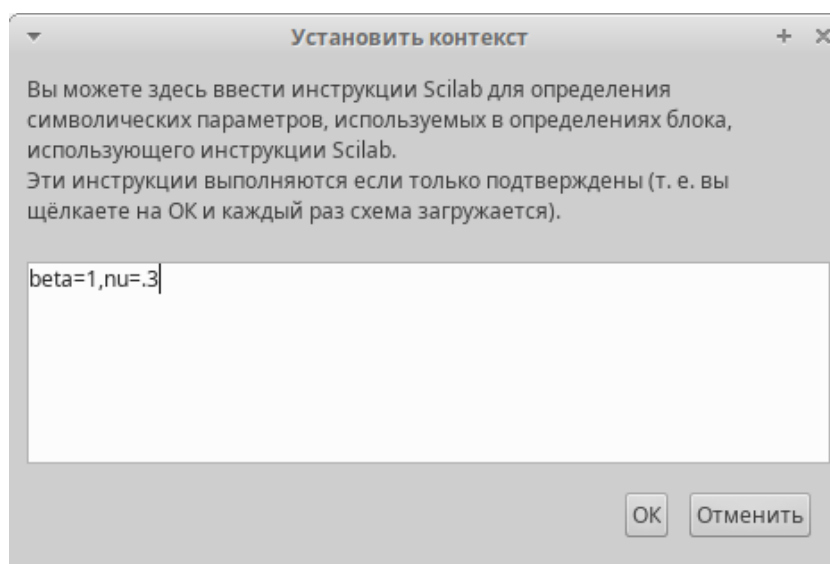 Установить контекст
Вы можете здесь ввести инструкции Scilab для определения
символических параметров, используемых в определениях блока,
использующего инструкции Scilab.
Эти инструкции выполняются если только подтверждены (т. е. вы
щёлкаете на ОК и каждый раз схема загружается).
beta=1,nu=.3
ОК Отменить